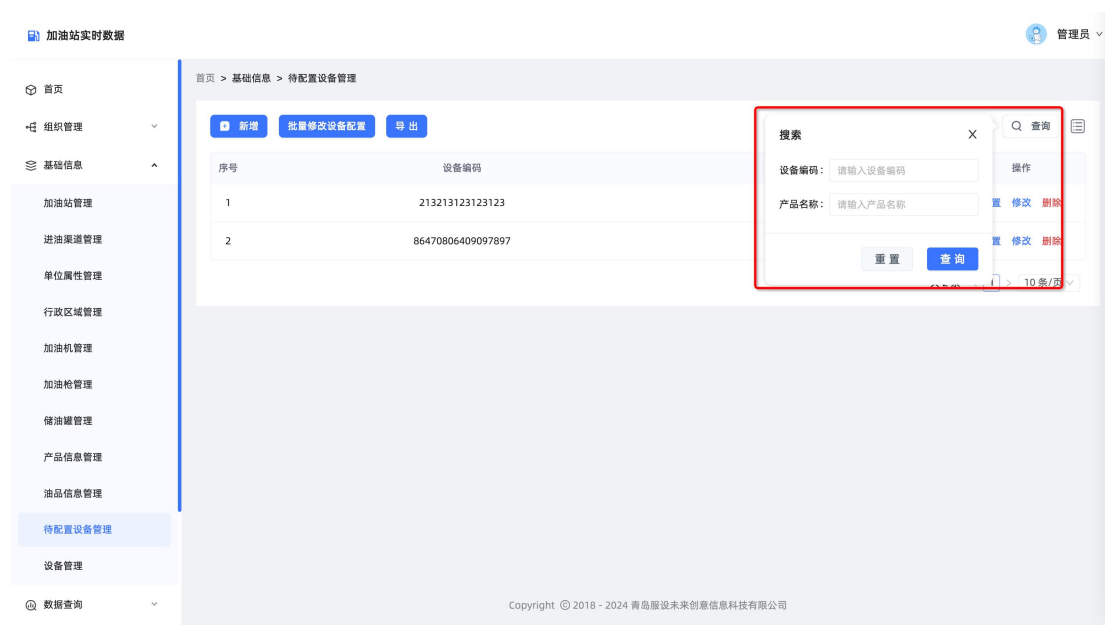 加油站实时数据
管理员
首页
组织管理
基础信息
加油站管理
进油渠道管理
单位属性管理
行政区域管理
加油机管理
加油枪管理
储油罐管理
产品信息管理
油品信息管理
待配置设备管理
设备管理
数据查询
首页 > 基础信息 > 待配置设备管理
新增 批量修改设备配置 导出 查询
序号 设备编码 操作
1 213213123123123 置 修改 删除
2 86470806409097897 置 修改 删除
10 条/页
搜索 X
设备编码: 请输入设备编码
产品名称: 请输入产品名称
重置 查询
Copyright © 2018 - 2024 青岛服设未来创意信息科技有限公司